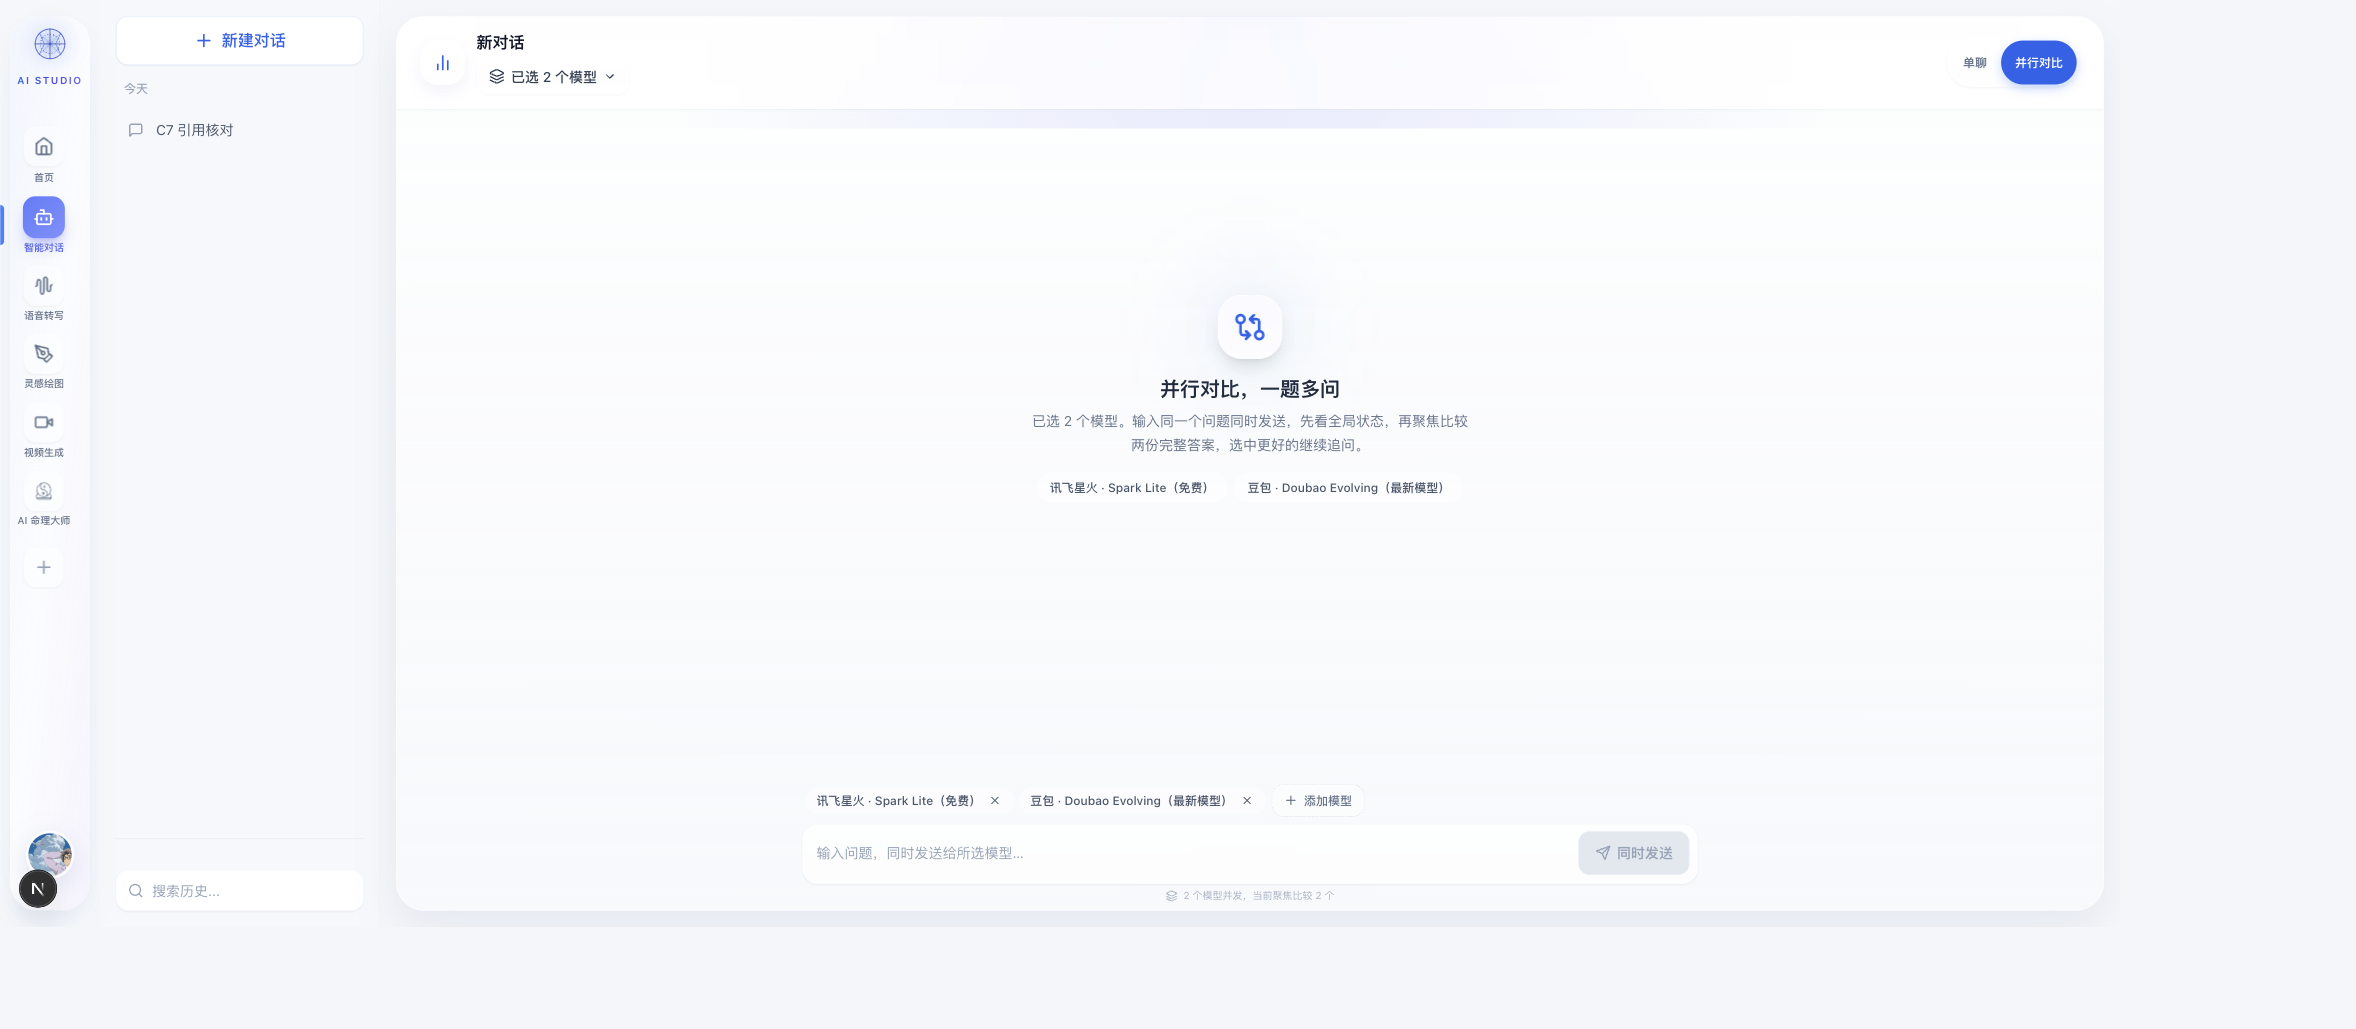 AI STUDIO
首页
智能对话
语音转写
灵感绘图
视频生成
AI 命理大师
N
新建对话
今天
C7 引用核对
搜索历史...
新对话
已选 2 个模型
单聊
并行对比
并行对比，一题多问
已选 2 个模型。输入同一个问题同时发送，先看全局状态，再聚焦比较
两份完整答案，选中更好的继续追问。
讯飞星火 · Spark Lite（免费）
豆包 · Doubao Evolving（最新模型）
讯飞星火 · Spark Lite（免费）
豆包 · Doubao Evolving（最新模型）
添加模型
输入问题，同时发送给所选模型...
同时发送
2 个模型并发，当前聚焦比较 2 个